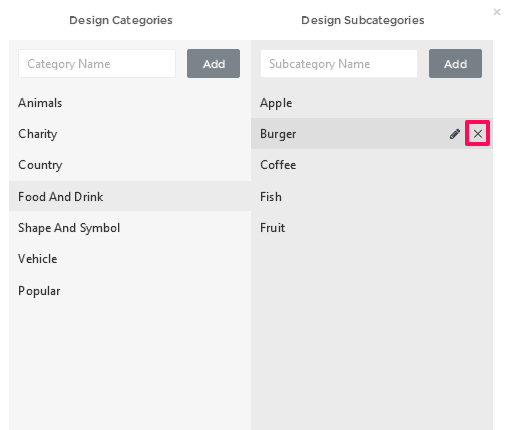 Design Categories
Design Subcategories
Category Name
Add
Subcategory Name
Add
Animals
Charity
Country
Food And Drink
Shape And Symbol
Vehicle
Popular
Apple
Burger
Coffee
Fish
Fruit